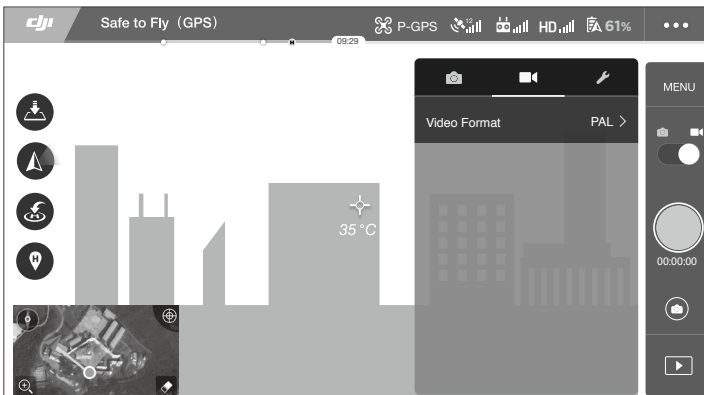 dji
Safe to Fly (GPS)
P-GPS
12
HD
61%
H
09:29
MENU
Video Format
PAL
35 °C
H
00:00:00